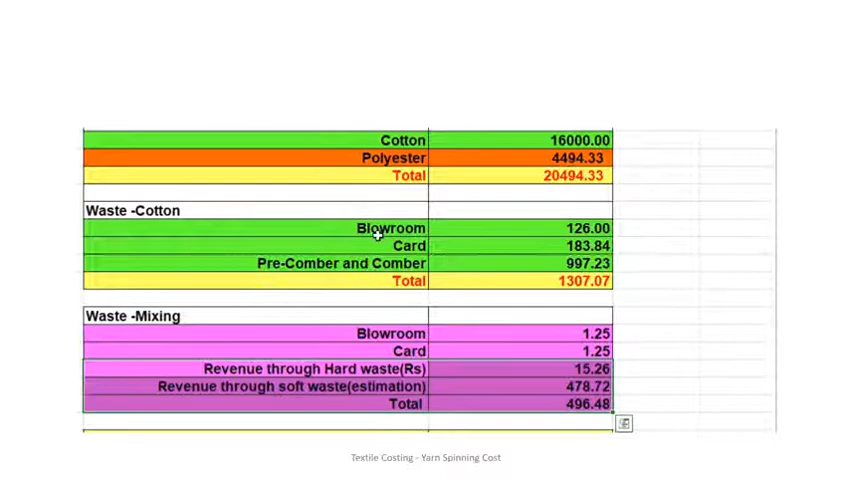 Cotton 16000.00
Polyester 4494.33
Total 20494.33
Waste -Cotton
Blowroom 126.00
Card 183.84
Pre-Comber and Comber 997.23
Total 1307.07
Waste -Mixing
Blowroom 1.25
Card 1.25
Revenue through Hard waste(Rs) 15.26
Revenue through soft waste(estimation) 478.72
Total 496.48
Textile Costing - Yarn Spinning Cost